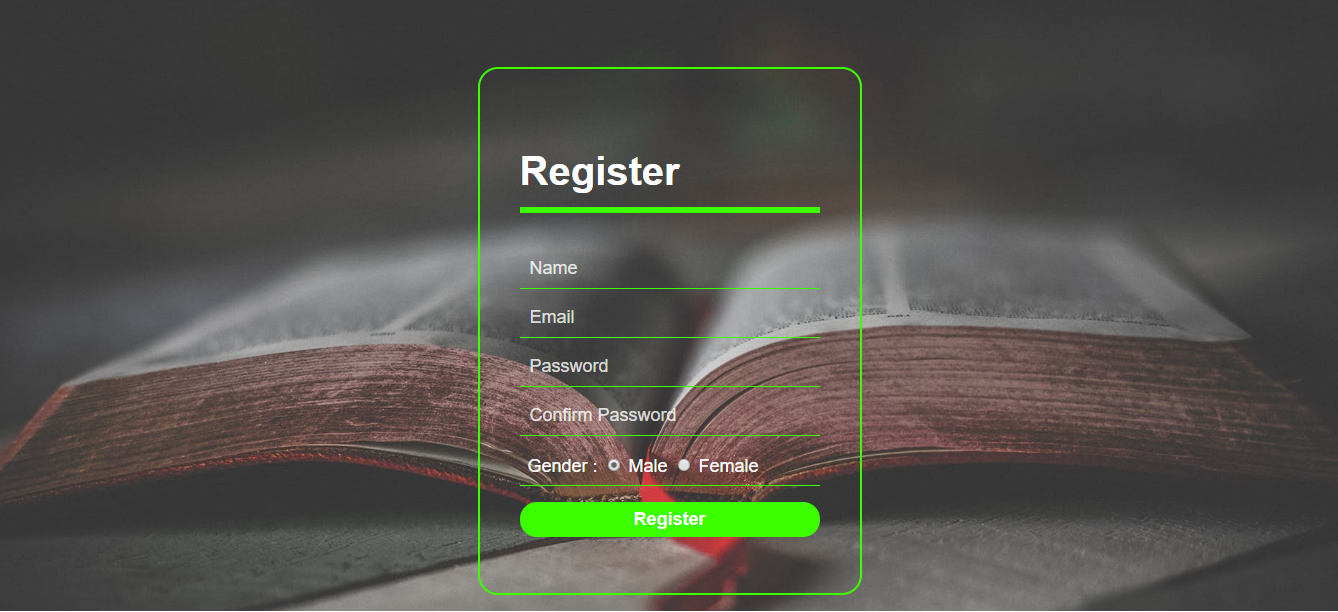 Register
Name
Email
Password
Confirm Password
Gender : Male Female
Register